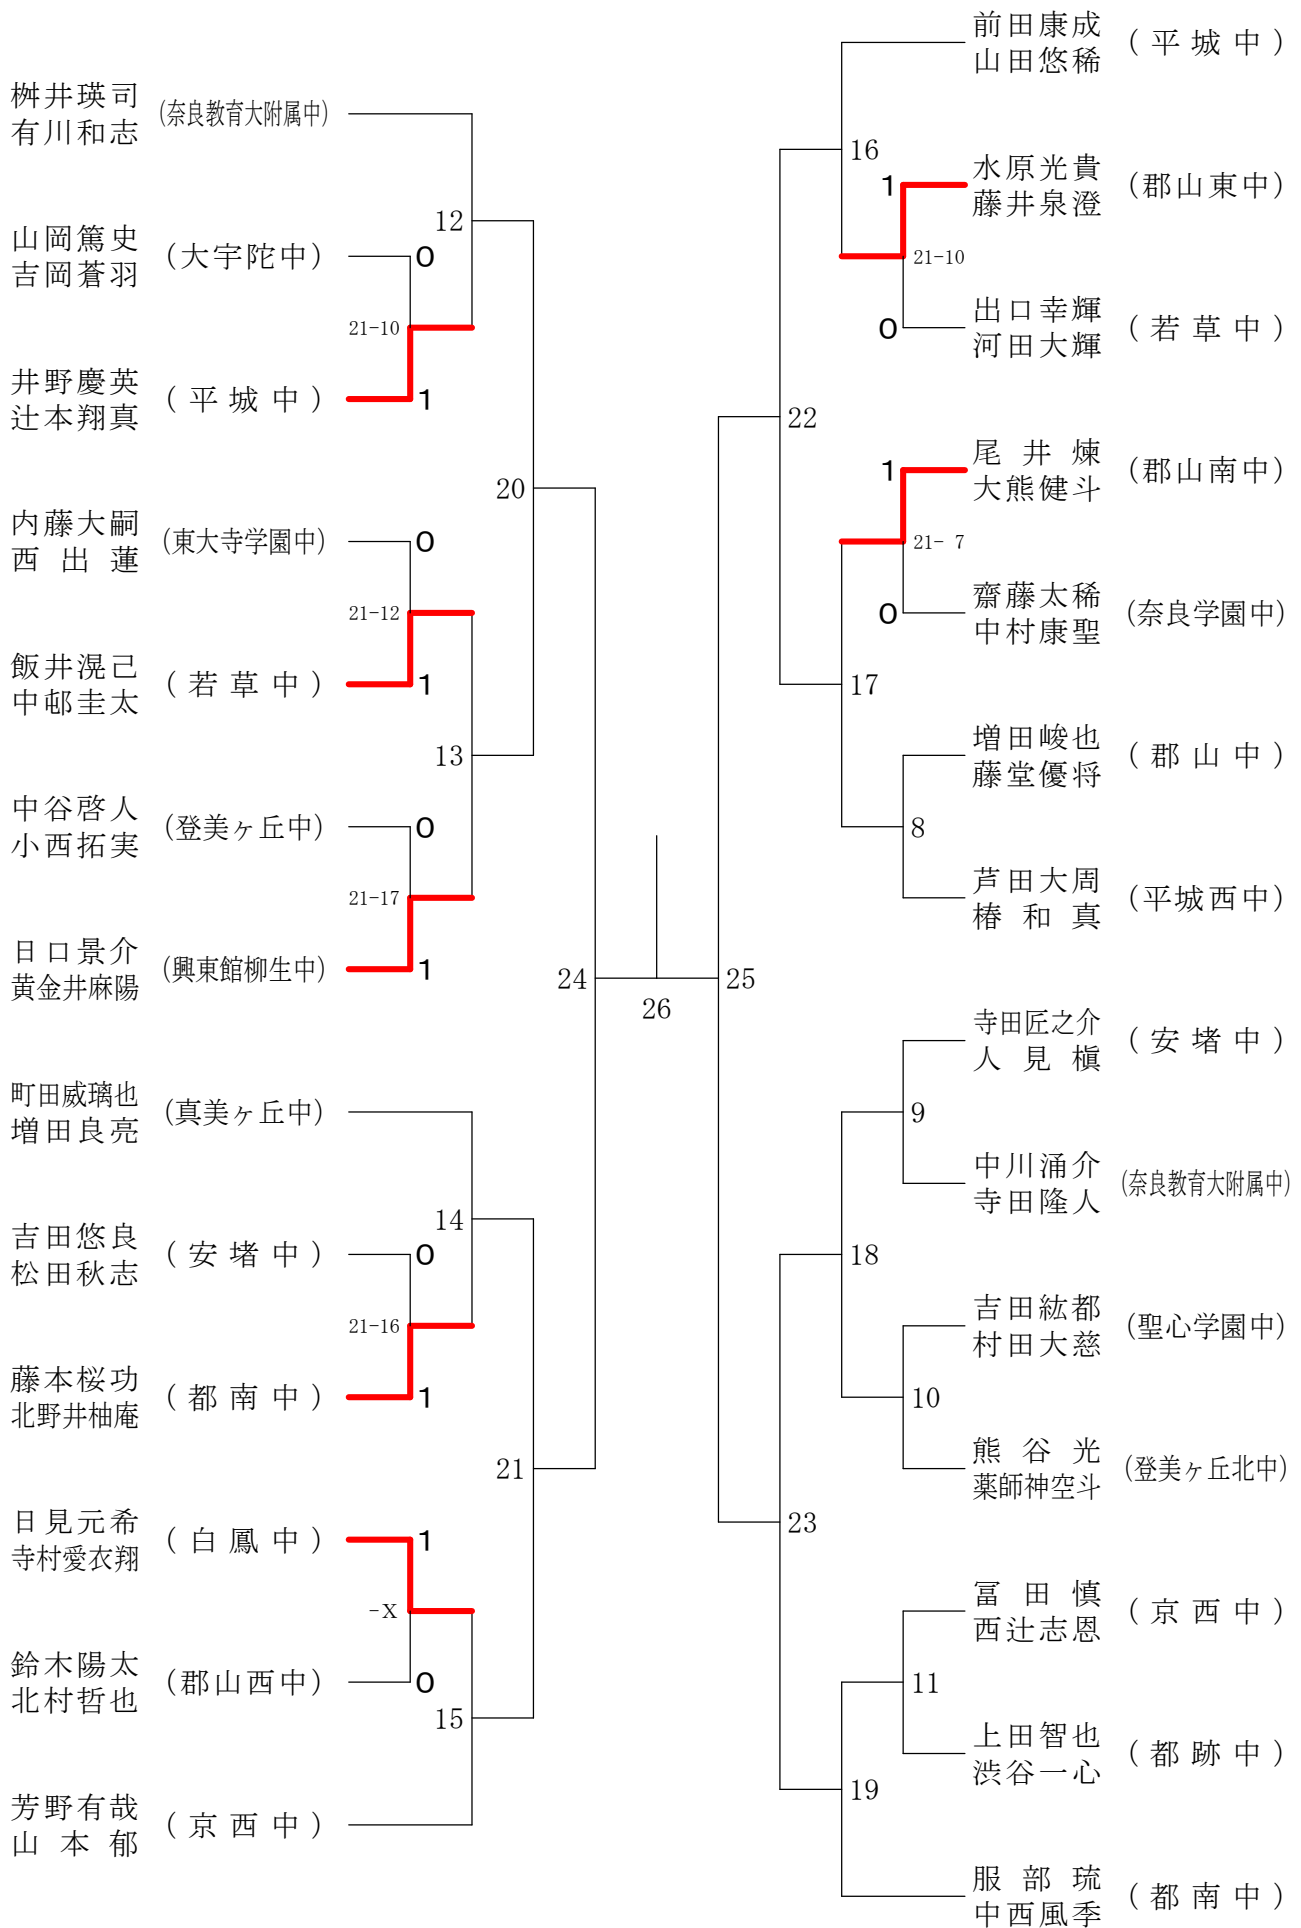 桝井瑛司
有川和志
(奈良教育大附属中)
12
山岡篤史
吉岡蒼羽
(大宇陀中)
0
21-10
井野慶英
辻本翔真
(平城中)
1
20
内藤大嗣
西出蓮
(東大寺学園中)
0
21-12
飯井滉己
中邨圭太
(若草中)
1
13
中谷啓人
小西拓実
(登美ヶ丘中)
0
21-17
日口景介
黄金井麻陽
(興東館柳生中)
1
24
町田威璃也
増田良亮
(真美ヶ丘中)
14
吉田悠良
松田秋志
(安堵中)
0
21-16
藤本桜功
北野井柚庵
(都南中)
1
21
日見元希
寺村愛衣翔
(白鳳中)
1
-X
鈴木陽太
北村哲也
(郡山西中)
0
15
芳野有哉
山本郁
(京西中)
26
前田康成
山田悠稀
(平城中)
16
水原光貴
藤井泉澄
(郡山東中)
1
21-10
出口幸輝
河田大輝
(若草中)
0
22
尾井煉
大熊健斗
(郡山南中)
1
21- 7
齋藤太稀
中村康聖
(奈良学園中)
0
17
増田峻也
藤堂優将
(郡山中)
8
芦田大周
椿和真
(平城西中)
25
寺田匠之介
人見槇
(安堵中)
9
中川涌介
寺田隆人
(奈良教育大附属中)
18
吉田紘都
村田大慈
(聖心学園中)
10
熊谷光
薬師神空斗
(登美ヶ丘北中)
23
冨田慎
西辻志恩
(京西中)
11
上田智也
渋谷一心
(都跡中)
19
服部琉
中西風季
(都南中)